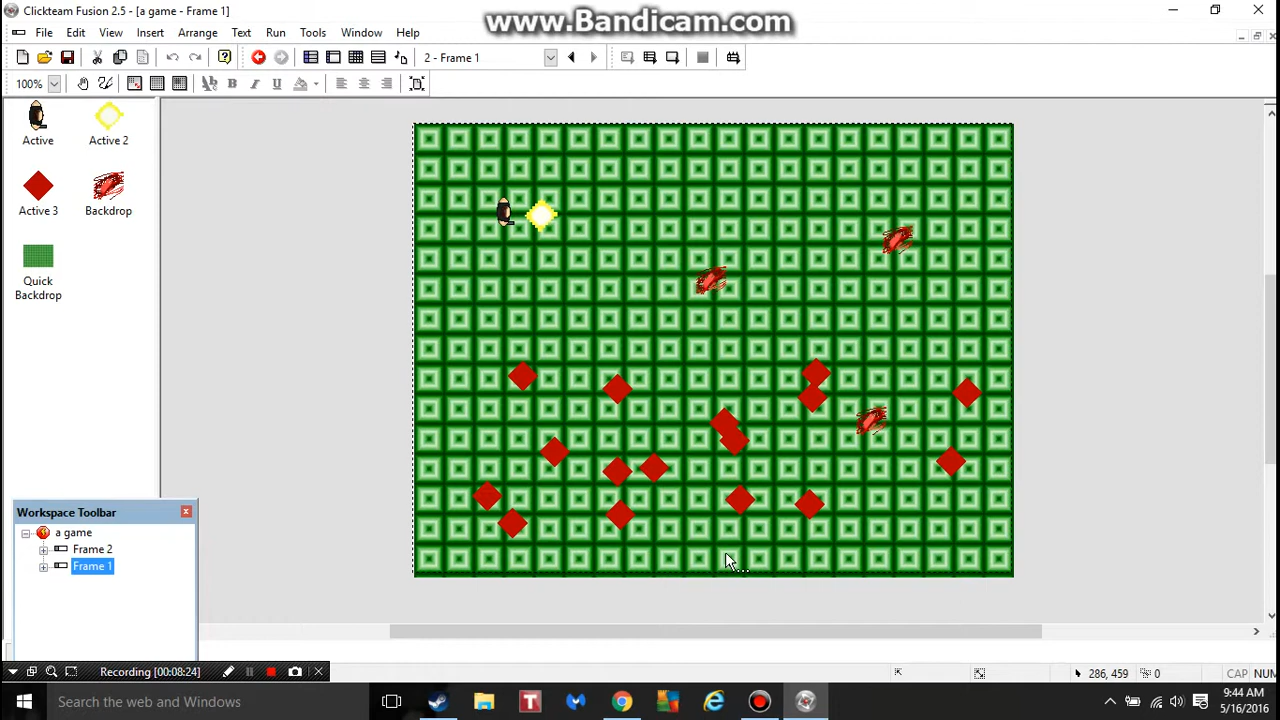 Clickteam Fusion 2.5 - [a game - Frame 1]
www.Bandicam.com
File Edit View Insert Arrange Text Run Tools Window Help
2 - Frame 1
100%
B I U
Active
Active 2
Active 3
Backdrop
Quick
Backdrop
Workspace Toolbar
a game
Frame 2
Frame 1
Recording [00:08:24]
286, 459
0
CAP
NUM
Search the web and Windows
9:44 AM
5/16/2016